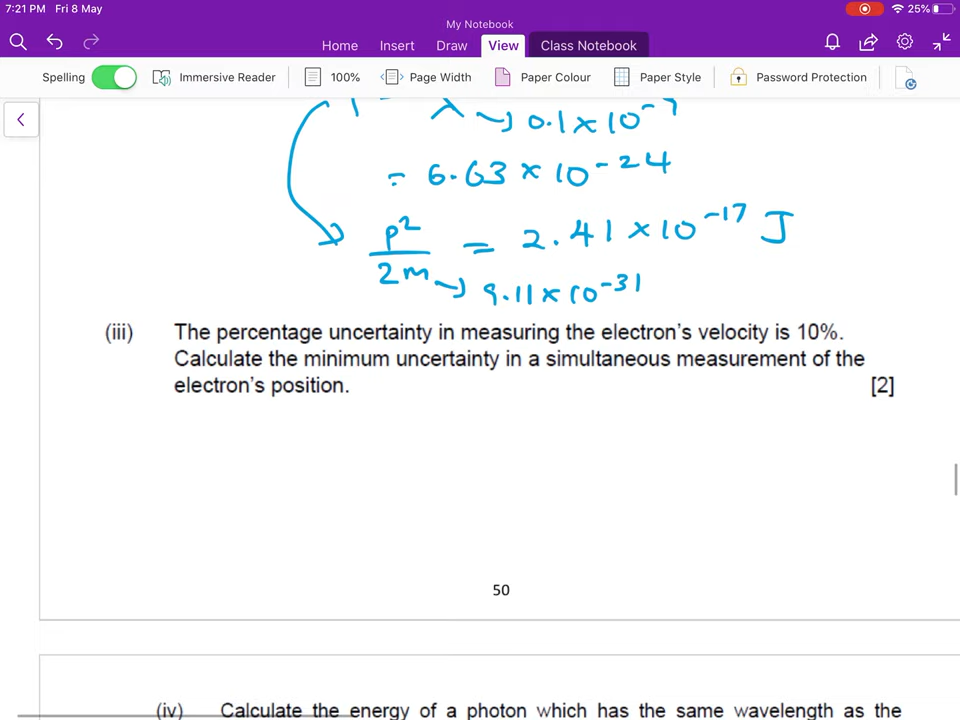 7:21 PM Fri 8 May
25%
My Notebook
Home Insert Draw View Class Notebook
Spelling Immersive Reader 100% Page Width Paper Colour Paper Style Password Protection
λ → 0.1 × 10
= 6.63 × 10⁻²⁴
p²/2m = 2.41 × 10⁻¹⁷ J
→ 9.11 × 10⁻³¹
(iii) The percentage uncertainty in measuring the electron's velocity is 10%.
Calculate the minimum uncertainty in a simultaneous measurement of the
electron's position. [2]
50
(iv) Calculate the energy of a photon which has the same wavelength as the